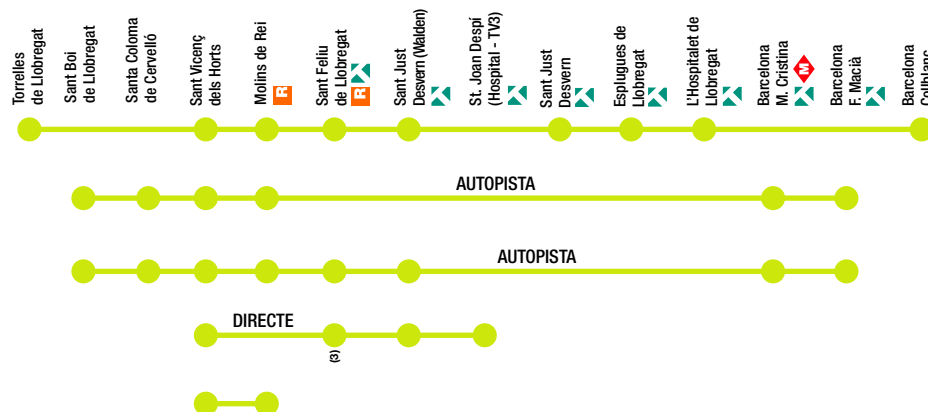 Torrelles
de Llobregat
Sant Boi
de Llobregat
Santa Coloma
de Cervelló
Sant Vicenç
dels Horts
Molins de Rei
R
Sant Feliu
de Llobregat
R
Sant Just
Desvern (Walden)
St. Joan Despí
(Hospital - TV3)
Sant Just
Desvern
Esplugues de
Llobregat
L'Hospitalet de
Llobregat
Barcelona
M. Cristina
M
Barcelona
F. Macià
Barcelona
Collblanc
AUTOPISTA
AUTOPISTA
DIRECTE
(3)